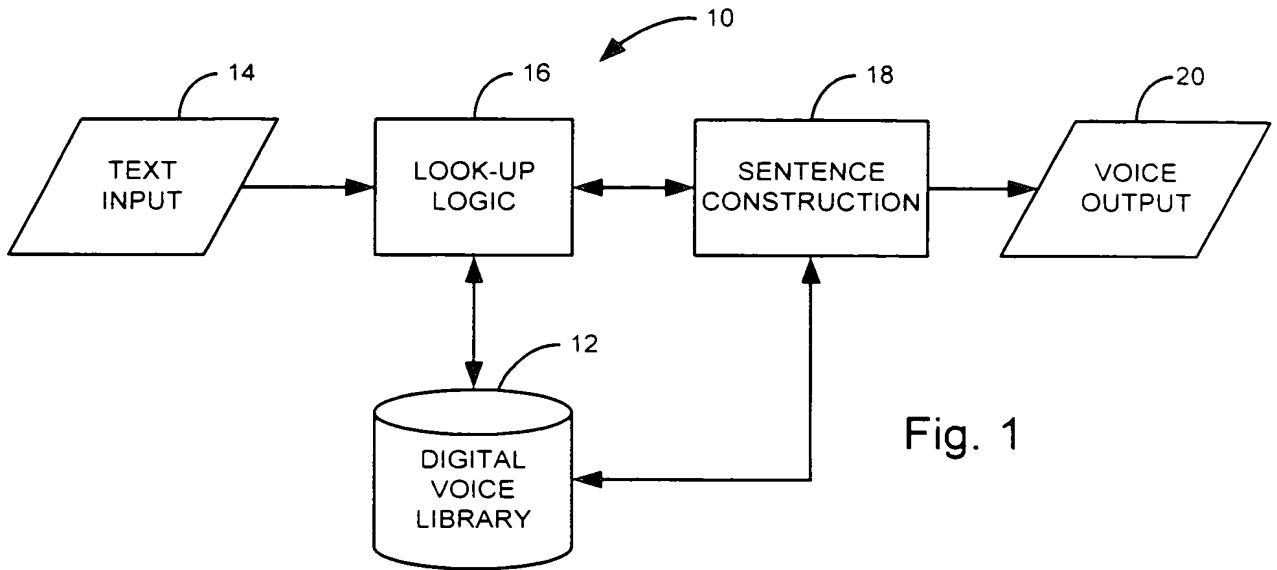 10
14
16
18
20
TEXT
INPUT
LOOK-UP
LOGIC
SENTENCE
CONSTRUCTION
VOICE
OUTPUT
12
DIGITAL
VOICE
LIBRARY
Fig. 1